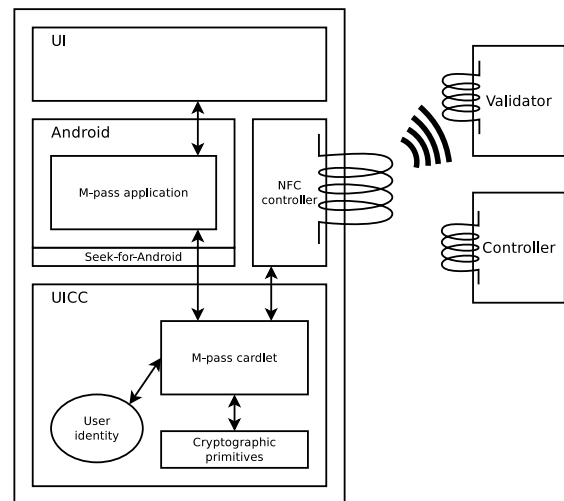 UI
Android
M-pass application
Seek-for-Android
NFC
controller
Validator
Controller
UICC
M-pass cardlet
User
identity
Cryptographic
primitives